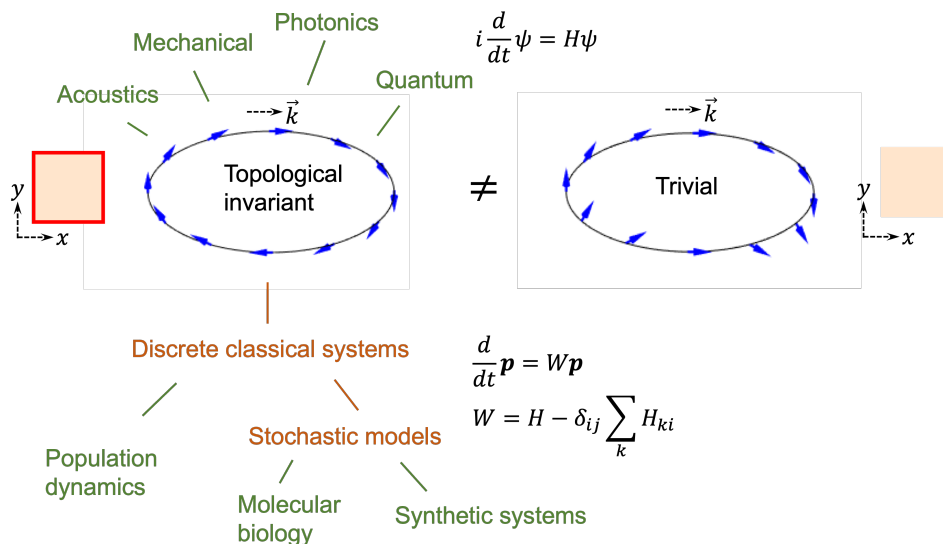 Photonics
Mechanical
Quantum
Acoustics
i d/dt ψ = Hψ
k⃗
Topological
invariant
y
x
≠
k⃗
Trivial
y
x
Discrete classical systems
d/dt p = Wp
W = H − δ_ij ∑_k H_ki
Stochastic models
Population
dynamics
Molecular
biology
Synthetic systems